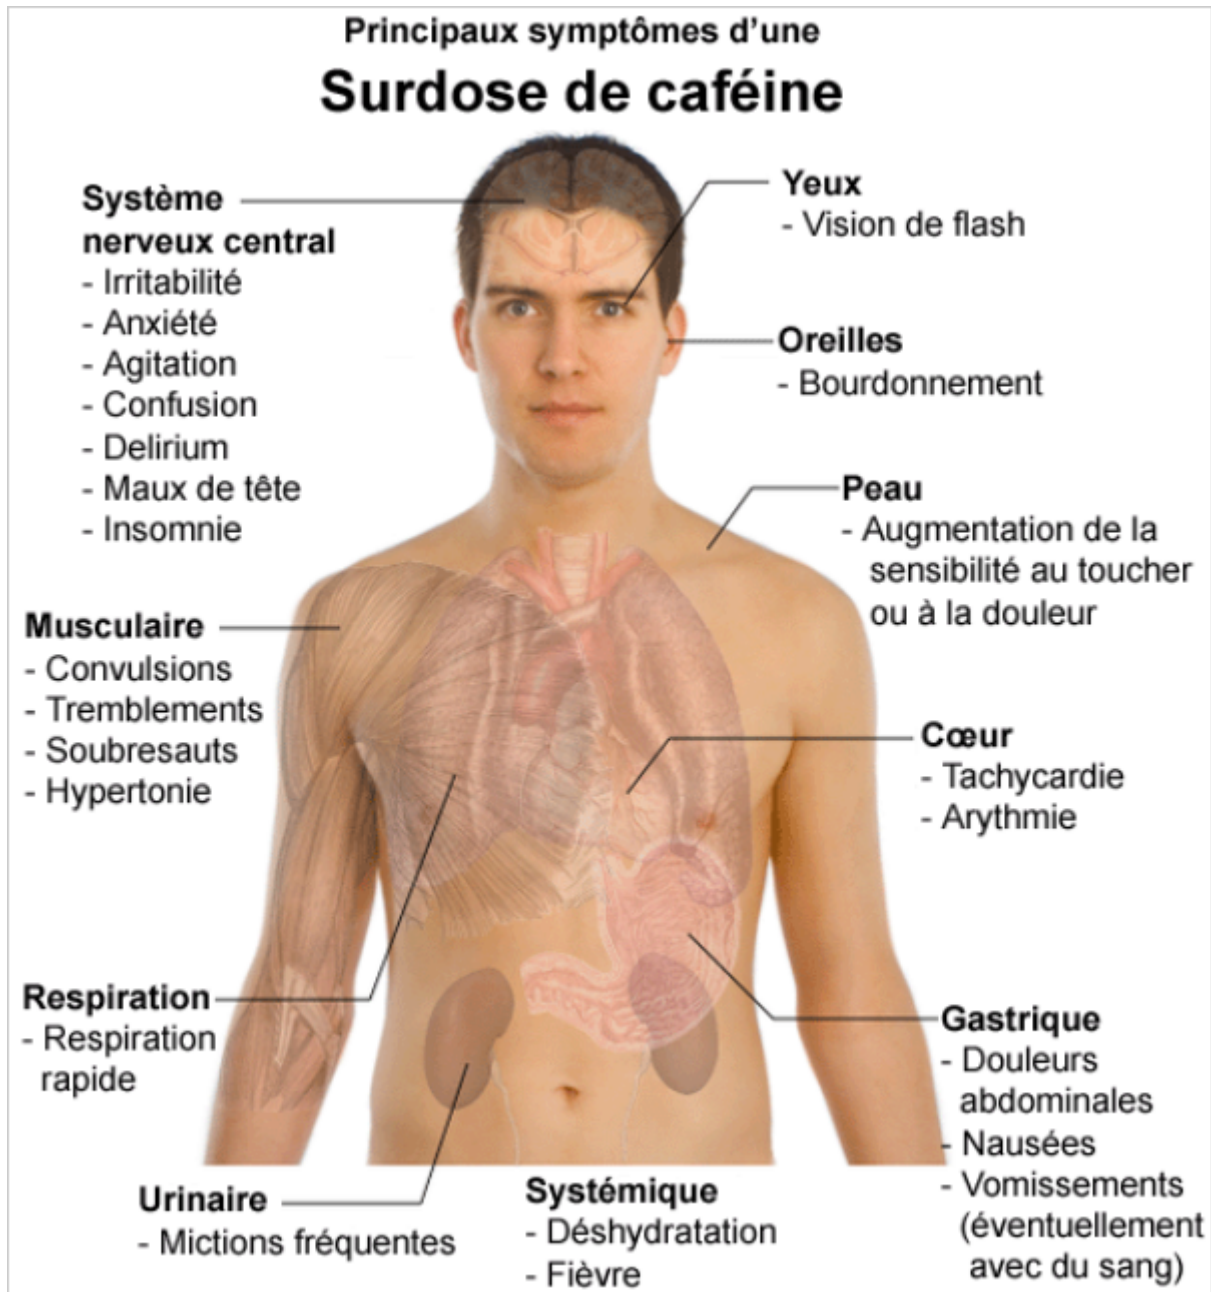 Principaux symptômes d’une
Surdose de caféine
Système
nerveux central
- Irritabilité
- Anxiété
- Agitation
- Confusion
- Delirium
- Maux de tête
- Insomnie
Yeux
- Vision de flash
Oreilles
- Bourdonnement
Peau
- Augmentation de la
sensibilité au toucher
ou à la douleur
Musculaire
- Convulsions
- Tremblements
- Soubresauts
- Hypertonie
Cœur
- Tachycardie
- Arythmie
Respiration
- Respiration
rapide
Gastrique
- Douleurs
abdominales
- Nausées
- Vomissements
(éventuellement
avec du sang)
Urinaire
- Mictions fréquentes
Systémique
- Déshydratation
- Fièvre